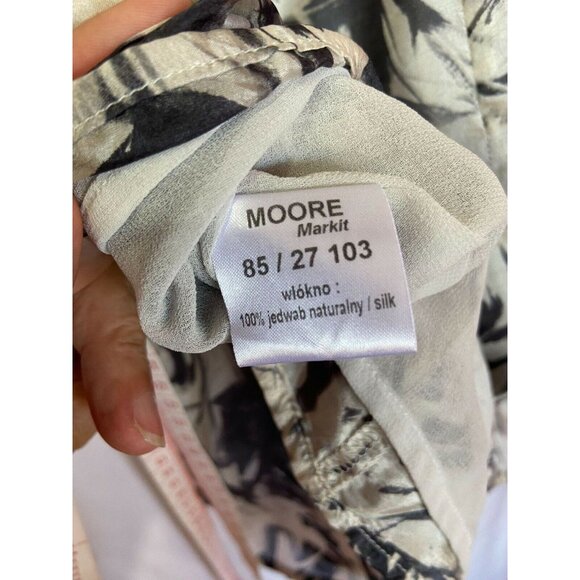 MOORE
Markit
85 / 27 103
włókno :
100% jedwab naturalny / silk